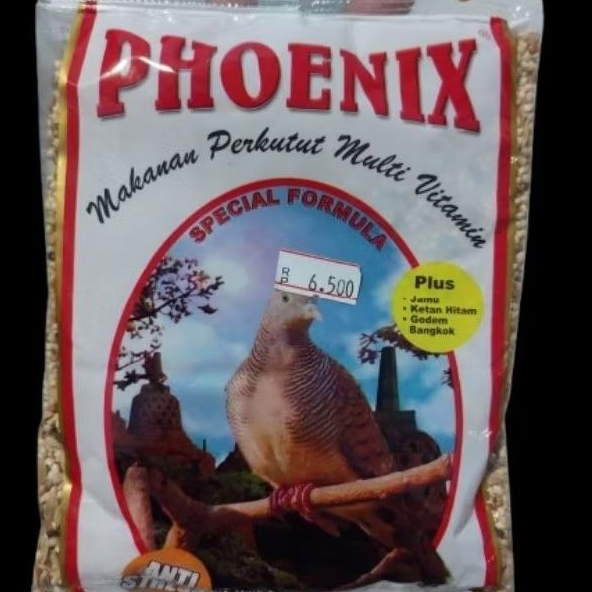 PHOENIX
Makanan Perkutut Multi Vitamin
SPECIAL FORMULA
RP 6.500
Plus
- Jamu
• Ketan Hitam
• Godem
Bangkok
ANTI